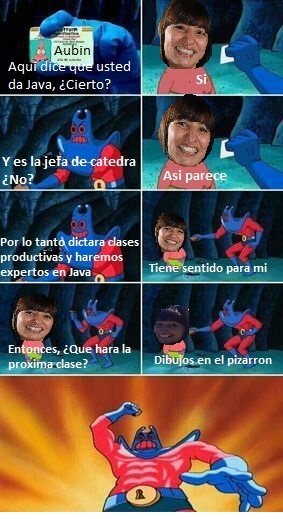 Aubin
Aqui dice que usted
da Java, ¿Cierto?
Si
Y es la jefa de catedra
¿No?
Asi parece
Por lo tanto dictara clases
productivas y haremos
expertos en Java
Tiene sentido para mi
Entonces, ¿Que hara la
proxima clase?
Dibujos en el pizarron